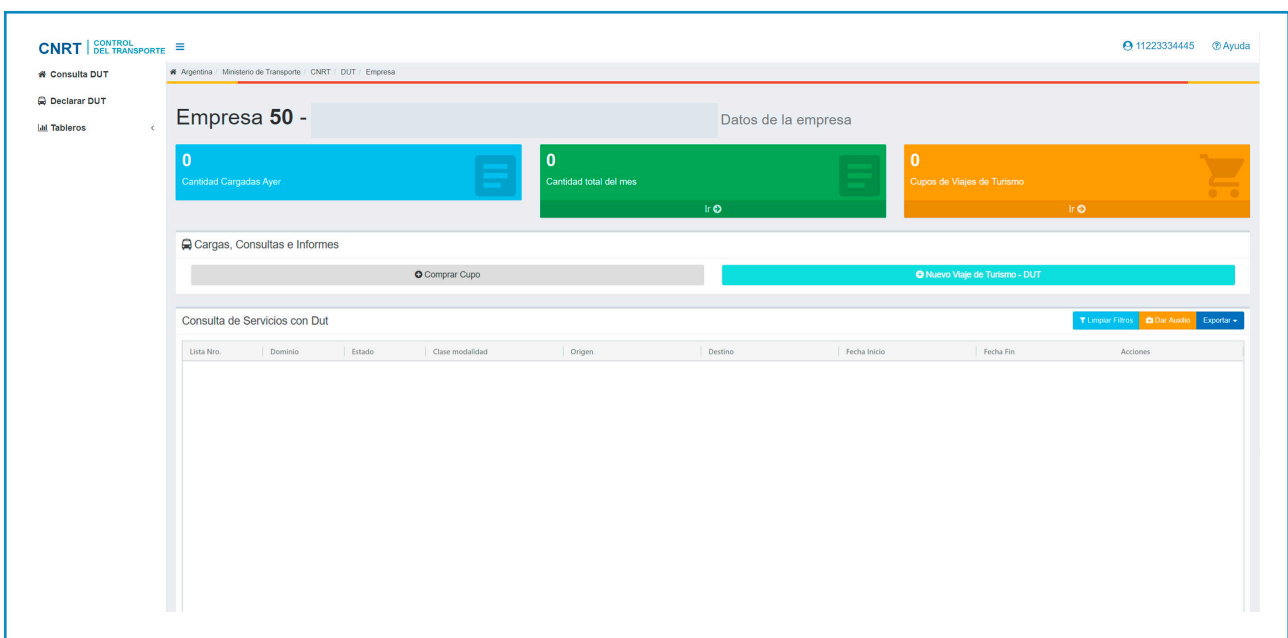 CNRT CONTROL DEL TRANSPORTE
11223334445 Ayuda
Consulta DUT
Declarar DUT
Tableros
Argentina / Ministerio de Transporte / CNRT / DUT / Empresa
Empresa 50 - Datos de la empresa
0
Cantidad Cargadas Ayer
0
Cantidad total del mes
Ir
0
Cupos de Viajes de Turismo
Ir
Cargas, Consultas e Informes
Comprar Cupo
Nuevo Viaje de Turismo - DUT
Consulta de Servicios con Dut
Limpiar Filtros Dar Auxilio Exportar
Lista Nro. Dominio Estado Clase modalidad Origen Destino Fecha Inicio Fecha Fin Acciones